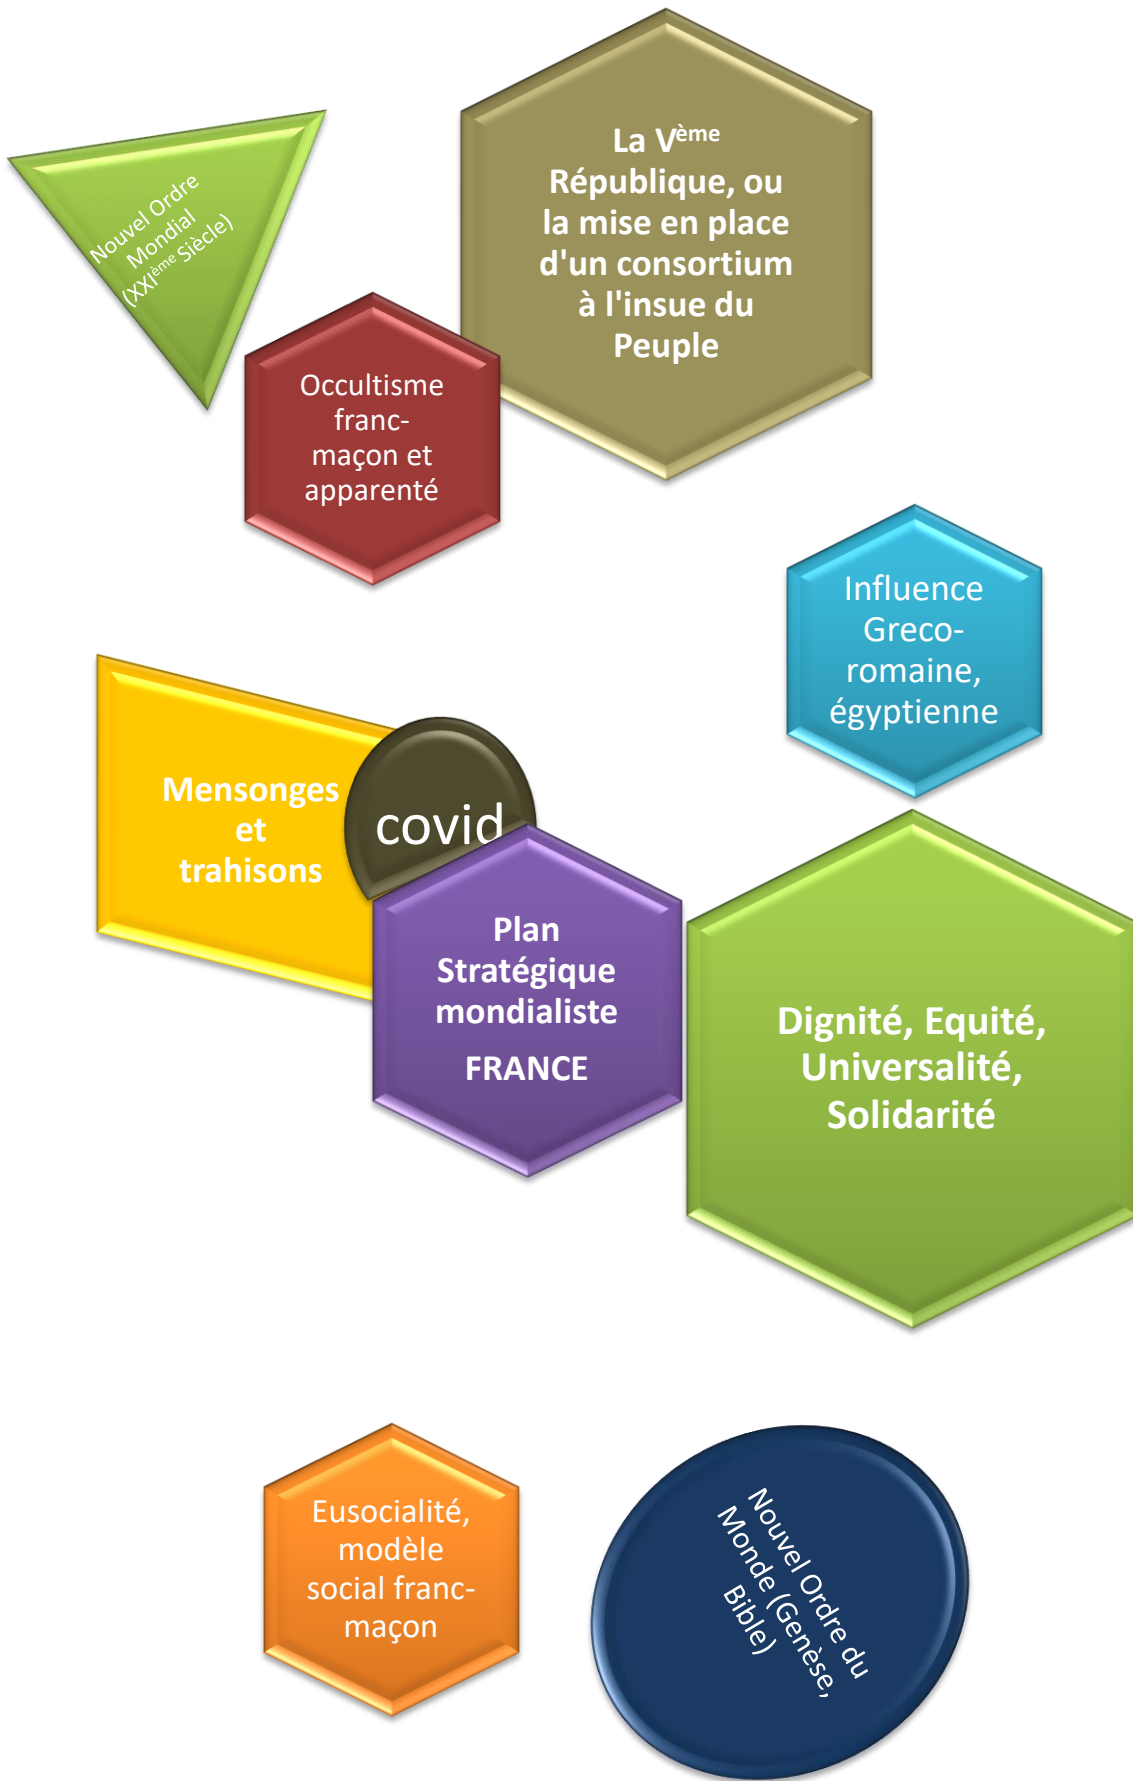 La Vème
République, ou
la mise en place
d'un consortium
à l'insue du
Peuple
Nouvel Ordre
Mondial
(XXIème Siècle)
Occultisme
franc-
maçon et
apparenté
Influence
Greco-
romaine,
égyptienne
Mensonges
et
trahisons
covid
Plan
Stratégique
mondialiste
FRANCE
Dignité, Equité,
Universalité,
Solidarité
Eusocialité,
modèle
social franc-
maçon
Nouvel Ordre du
Monde (Genèse,
Bible)